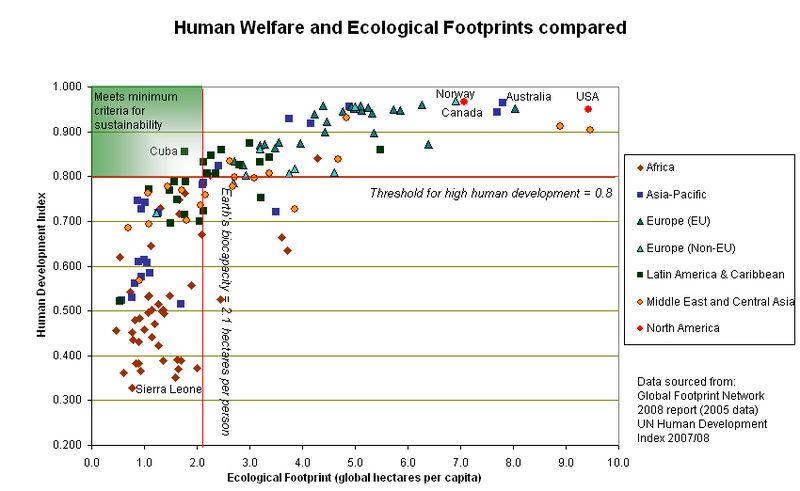 Human Welfare and Ecological Footprints compared
1.000
0.900
0.800
0.700
0.600
0.500
0.400
0.300
0.200
Human Development Index
Meets minimum
criteria for
sustainability
Cuba
Norway
Canada
Australia
USA
Threshold for high human development = 0.8
Earth's biocapacity = 2.1 hectares per person
Sierra Leone
0.0 1.0 2.0 3.0 4.0 5.0 6.0 7.0 8.0 9.0 10.0
Ecological Footprint (global hectares per capita)
Africa
Asia-Pacific
Europe (EU)
Europe (Non-EU)
Latin America & Caribbean
Middle East and Central Asia
North America
Data sourced from:
Global Footprint Network
2008 report (2005 data)
UN Human Development
Index 2007/08